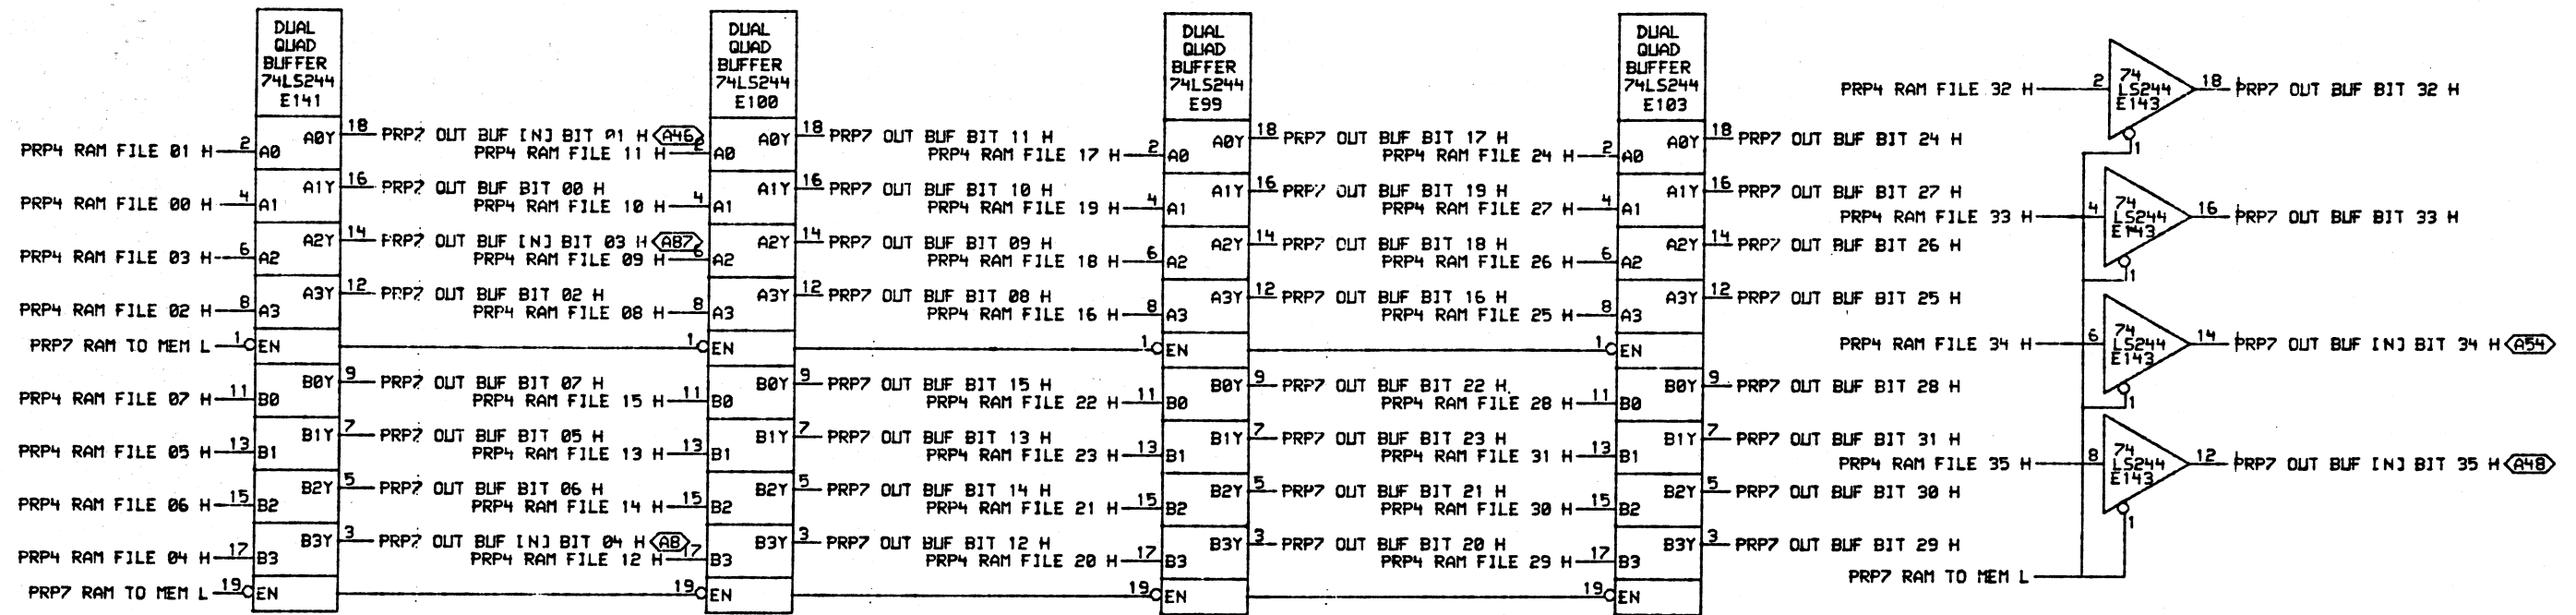 DUAL
QUAD
BUFFER
74LS244
E141
PRP4 RAM FILE 01 H 2 A0 A0Y 18 PRP7 OUT BUF [N] BIT 01 H A46
PRP4 RAM FILE 00 H 4 A1 A1Y 16 PRP7 OUT BUF BIT 00 H
PRP4 RAM FILE 03 H 6 A2 A2Y 14 PRP7 OUT BUF [N] BIT 03 H AB7
PRP4 RAM FILE 02 H 8 A3 A3Y 12 PRP7 OUT BUF BIT 02 H
PRP7 RAM TO MEM L 1 EN
PRP4 RAM FILE 07 H 11 B0 B0Y 9 PRP7 OUT BUF BIT 07 H
PRP4 RAM FILE 05 H 13 B1 B1Y 7 PRP7 OUT BUF BIT 05 H
PRP4 RAM FILE 06 H 15 B2 B2Y 5 PRP7 OUT BUF BIT 06 H
PRP4 RAM FILE 04 H 17 B3 B3Y 3 PRP7 OUT BUF [N] BIT 04 H A8
PRP7 RAM TO MEM L 19 EN
DUAL
QUAD
BUFFER
74LS244
E100
PRP4 RAM FILE 11 H 2 A0 A0Y 18 PRP7 OUT BUF BIT 11 H
PRP4 RAM FILE 10 H 4 A1 A1Y 16 PRP7 OUT BUF BIT 10 H
PRP4 RAM FILE 09 H 6 A2 A2Y 14 PRP7 OUT BUF BIT 09 H
PRP4 RAM FILE 08 H 8 A3 A3Y 12 PRP7 OUT BUF BIT 08 H
1 EN
PRP4 RAM FILE 15 H 11 B0 B0Y 9 PRP7 OUT BUF BIT 15 H
PRP4 RAM FILE 13 H 13 B1 B1Y 7 PRP7 OUT BUF BIT 13 H
PRP4 RAM FILE 14 H 15 B2 B2Y 5 PRP7 OUT BUF BIT 14 H
PRP4 RAM FILE 12 H 17 B3 B3Y 3 PRP7 OUT BUF BIT 12 H
19 EN
DUAL
QUAD
BUFFER
74LS244
E99
PRP4 RAM FILE 17 H 2 A0 A0Y 18 PRP7 OUT BUF BIT 17 H
PRP4 RAM FILE 19 H 4 A1 A1Y 16 PRP7 OUT BUF BIT 19 H
PRP4 RAM FILE 18 H 6 A2 A2Y 14 PRP7 OUT BUF BIT 18 H
PRP4 RAM FILE 16 H 8 A3 A3Y 12 PRP7 OUT BUF BIT 16 H
1 EN
PRP4 RAM FILE 22 H 11 B0 B0Y 9 PRP7 OUT BUF BIT 22 H
PRP4 RAM FILE 23 H 13 B1 B1Y 7 PRP7 OUT BUF BIT 23 H
PRP4 RAM FILE 21 H 15 B2 B2Y 5 PRP7 OUT BUF BIT 21 H
PRP4 RAM FILE 20 H 17 B3 B3Y 3 PRP7 OUT BUF BIT 20 H
19 EN
DUAL
QUAD
BUFFER
74LS244
E103
PRP4 RAM FILE 24 H 2 A0 A0Y 18 PRP7 OUT BUF BIT 24 H
PRP4 RAM FILE 27 H 4 A1 A1Y 16 PRP7 OUT BUF BIT 27 H
PRP4 RAM FILE 26 H 6 A2 A2Y 14 PRP7 OUT BUF BIT 26 H
PRP4 RAM FILE 25 H 8 A3 A3Y 12 PRP7 OUT BUF BIT 25 H
1 EN
PRP4 RAM FILE 28 H 11 B0 B0Y 9 PRP7 OUT BUF BIT 28 H
PRP4 RAM FILE 31 H 13 B1 B1Y 7 PRP7 OUT BUF BIT 31 H
PRP4 RAM FILE 30 H 15 B2 B2Y 5 PRP7 OUT BUF BIT 30 H
PRP4 RAM FILE 29 H 17 B3 B3Y 3 PRP7 OUT BUF BIT 29 H
19 EN
74
LS244
E143
PRP4 RAM FILE 32 H 2 18 PRP7 OUT BUF BIT 32 H
1
74
LS244
E143
PRP4 RAM FILE 33 H 4 16 PRP7 OUT BUF BIT 33 H
1
74
LS244
E143
PRP4 RAM FILE 34 H 6 14 PRP7 OUT BUF [N] BIT 34 H A54
1
74
LS244
E143
PRP4 RAM FILE 35 H 8 12 PRP7 OUT BUF [N] BIT 35 H A48
1
PRP7 RAM TO MEM L